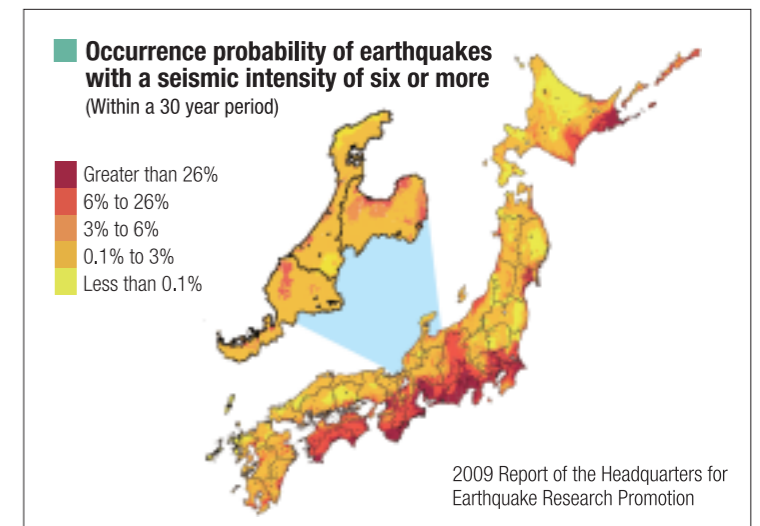 Occurrence probability of earthquakes
with a seismic intensity of six or more
(Within a 30 year period)
Greater than 26%
6% to 26%
3% to 6%
0.1% to 3%
Less than 0.1%
2009 Report of the Headquarters for
Earthquake Research Promotion